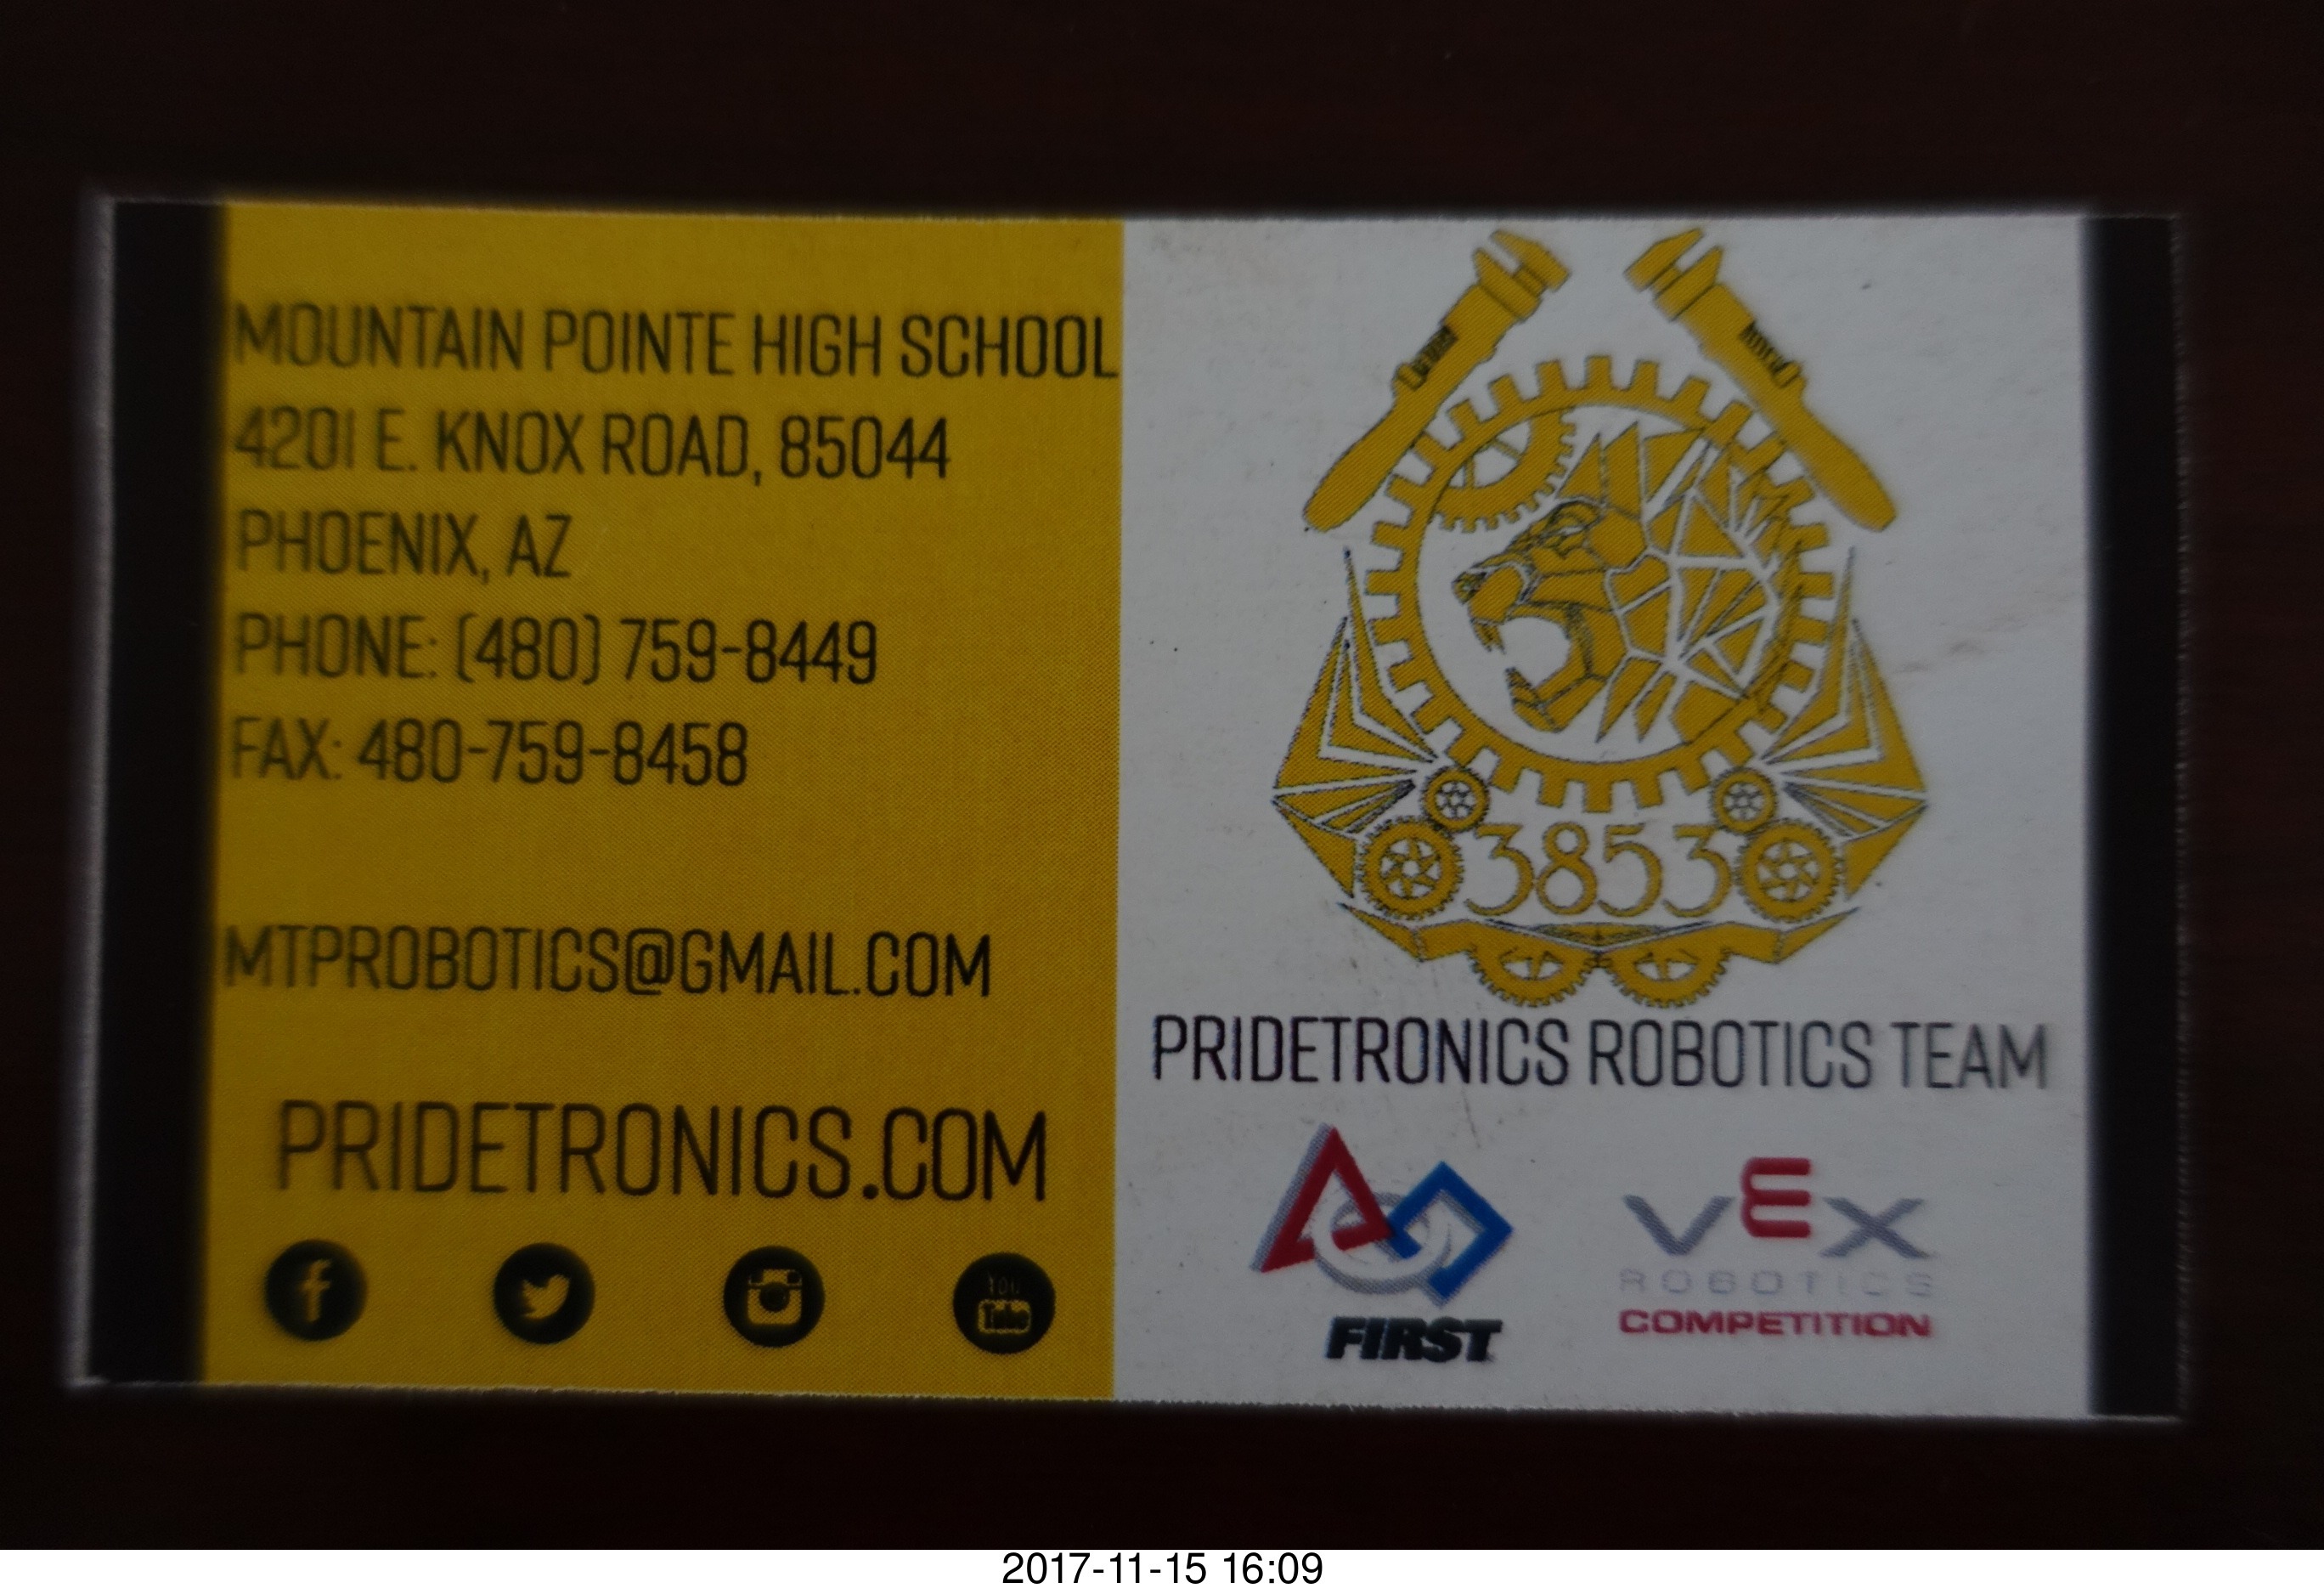 MOUNTAIN POINTE HIGH SCHOOL
4201 E. KNOX ROAD, 85044
PHOENIX, AZ
PHONE: (480) 759-8449
FAX: 480-759-8458
MTPROBOTICS@GMAIL.COM
PRIDETRONICS.COM
f
You
Tube
3853
PRIDETRONICS ROBOTICS TEAM
FIRST
VEX
ROBOTICS
COMPETITION
2017-11-15 16:09